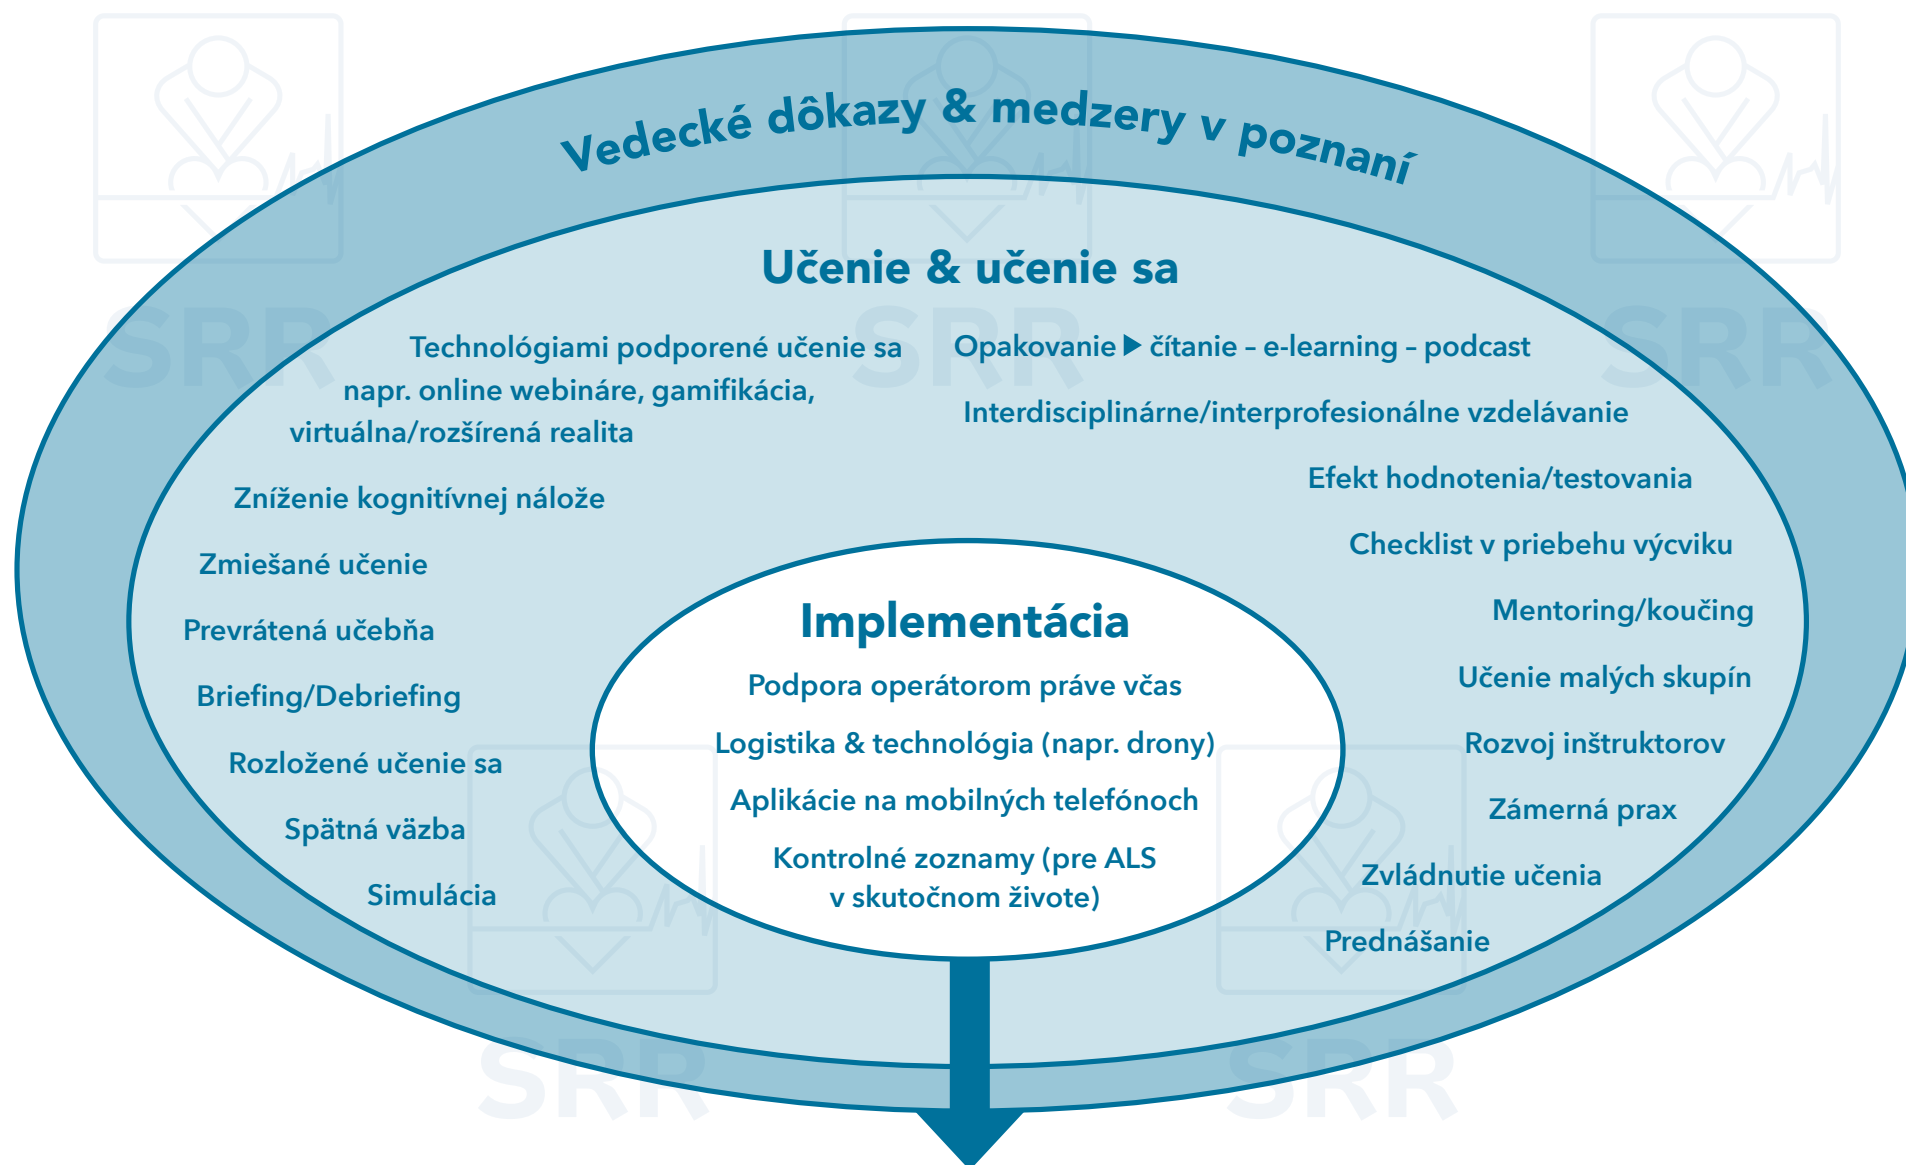 Vedecké dôkazy & medzery v poznaní
Učenie & učenie sa
Technológiami podporené učenie sa
napr. online webináre, gamifikácia,
virtuálna/rozšírená realita
Zníženie kognitívnej nálože
Zmiešané učenie
Prevrátená učebňa
Briefing/Debriefing
Rozložené učenie sa
Spätná väzba
Simulácia
Opakovanie ▶ čítanie – e-learning – podcast
Interdisciplinárne/interprofesionálne vzdelávanie
Efekt hodnotenia/testovania
Checklist v priebehu výcviku
Mentoring/koučing
Učenie malých skupín
Rozvoj inštruktorov
Zámerná prax
Zvládnutie učenia
Prednášanie
Implementácia
Podpora operátorom práve včas
Logistika & technológia (napr. drony)
Aplikácie na mobilných telefónoch
Kontrolné zoznamy (pre ALS
v skutočnom živote)
SRR
SRR
SRR
SRR
SRR